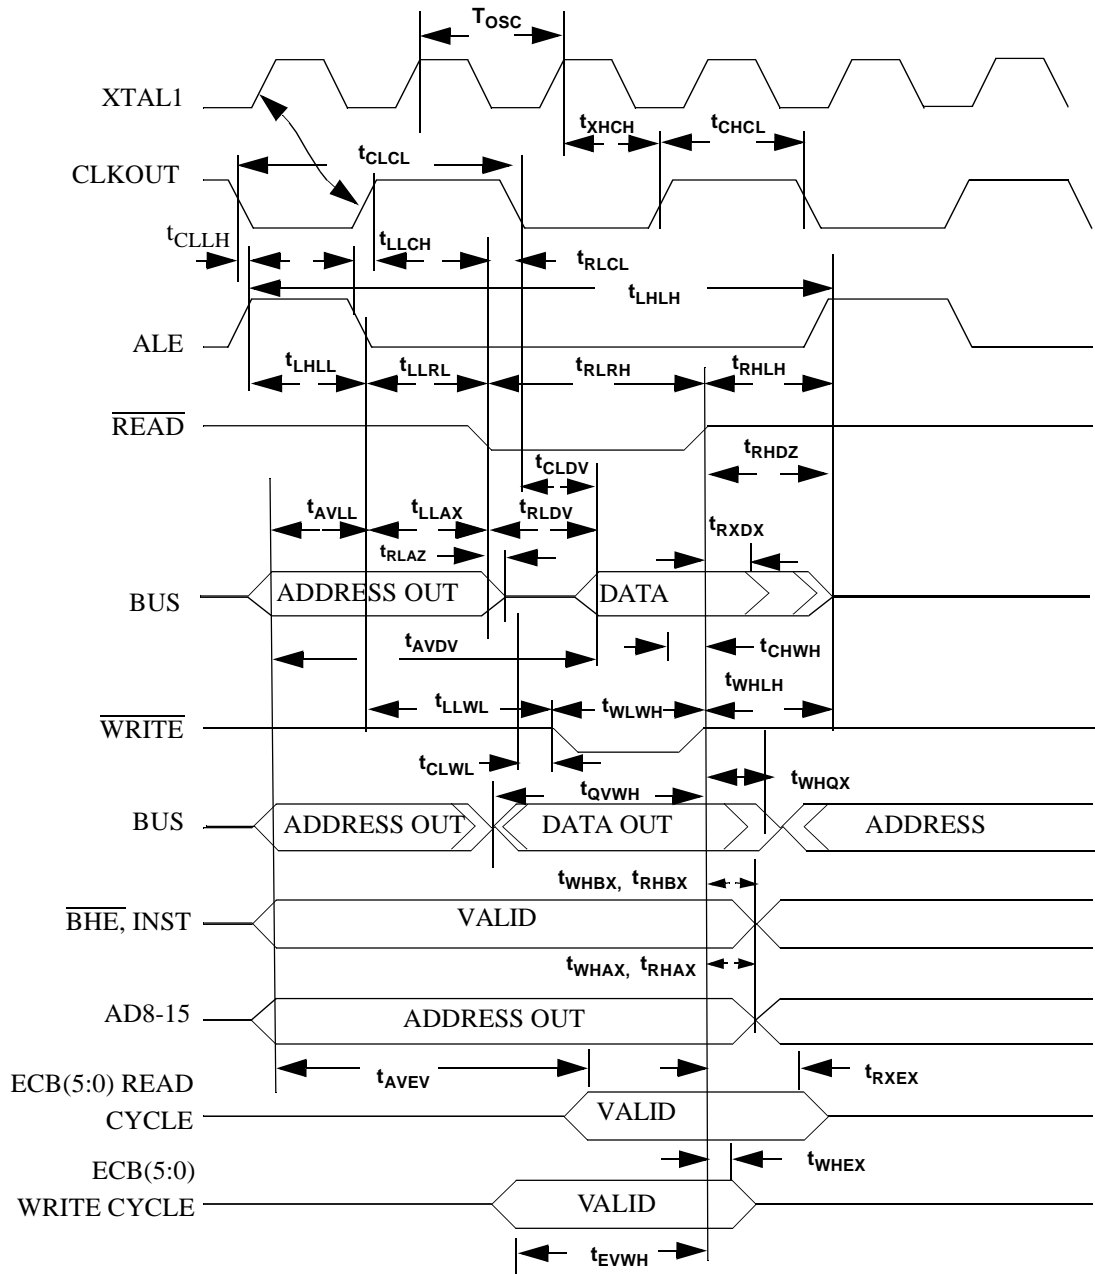 TOSC
XTAL1
tXHCH
tCHCL
tCLCL
CLKOUT
tCLLH
tLLCH
tRLCL
tLHLH
ALE
tLHLL
tLLRL
tRLRH
tRHLH
READ
tRHDZ
tCLDV
tAVLL
tLLAX
tRLDV
tRXDX
tRLAZ
BUS
ADDRESS OUT
DATA
tAVDV
tCHWH
tWHLH
tLLWL
tWLWH
WRITE
tCLWL
tWHQX
tQVWH
BUS
ADDRESS OUT
DATA OUT
ADDRESS
tWHBX, tRHBX
BHE, INST
VALID
tWHAX, tRHAX
AD8-15
ADDRESS OUT
tAVEV
tRXEX
ECB(5:0) READ
CYCLE
VALID
tWHEX
ECB(5:0)
WRITE CYCLE
VALID
tEVWH